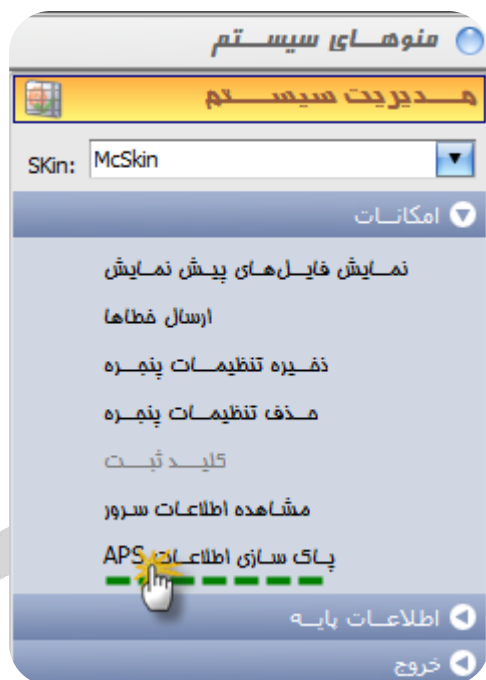 منوهای سیستم
مدیریت سیستم
SKin: McSkin
امکانات
نمایش فایل‌های پیش نمایش
ارسال خطاها
ذخیره تنظیمات پنجره
حذف تنظیمات پنجره
کلید ثبت
مشاهده اطلاعات سرور
پاک سازی اطلاعات APS
اطلاعات پایه
خروج